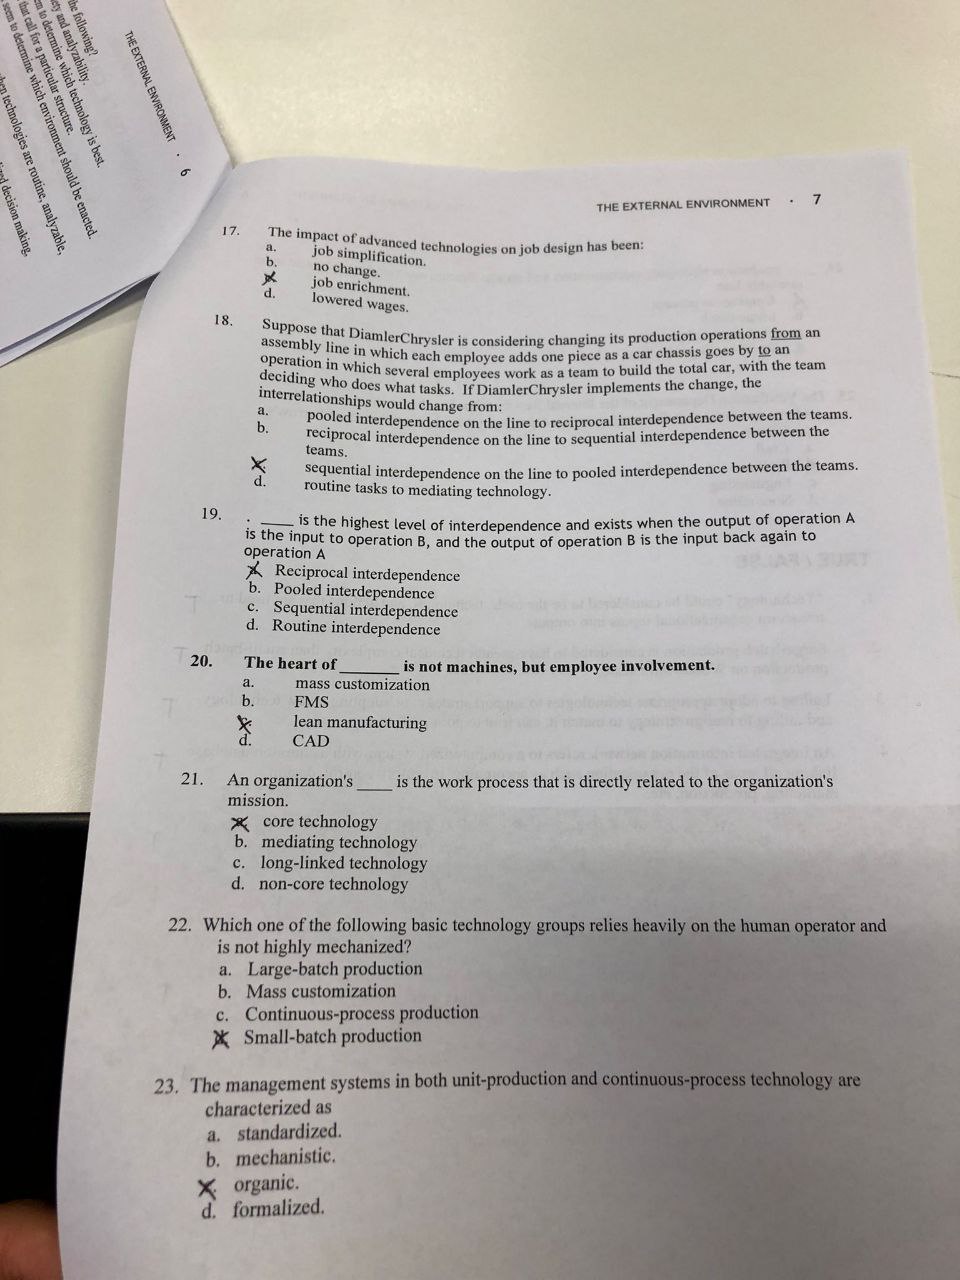 he following?
ety and analyzability.
m to determine which technology is best.
that call for a particular structure.
seem to determine which environment should be enacted.
technologies are routine, analyzable,
decision making.
THE EXTERNAL ENVIRONMENT · 6
THE EXTERNAL ENVIRONMENT · 7
17. The impact of advanced technologies on job design has been:
a. job simplification.
b. no change.
job enrichment.
d. lowered wages.
18. Suppose that DiamlerChrysler is considering changing its production operations from an
assembly line in which each employee adds one piece as a car chassis goes by to an
operation in which several employees work as a team to build the total car, with the team
deciding who does what tasks. If DiamlerChrysler implements the change, the
interrelationships would change from:
a. pooled interdependence on the line to reciprocal interdependence between the teams.
b. reciprocal interdependence on the line to sequential interdependence between the
teams.
sequential interdependence on the line to pooled interdependence between the teams.
d. routine tasks to mediating technology.
19. . ____ is the highest level of interdependence and exists when the output of operation A
is the input to operation B, and the output of operation B is the input back again to
operation A
Reciprocal interdependence
b. Pooled interdependence
c. Sequential interdependence
d. Routine interdependence
20. The heart of ______ is not machines, but employee involvement.
a. mass customization
b. FMS
lean manufacturing
d. CAD
21. An organization's ____ is the work process that is directly related to the organization's
mission.
core technology
b. mediating technology
c. long-linked technology
d. non-core technology
22. Which one of the following basic technology groups relies heavily on the human operator and
is not highly mechanized?
a. Large-batch production
b. Mass customization
c. Continuous-process production
Small-batch production
23. The management systems in both unit-production and continuous-process technology are
characterized as
a. standardized.
b. mechanistic.
organic.
d. formalized.